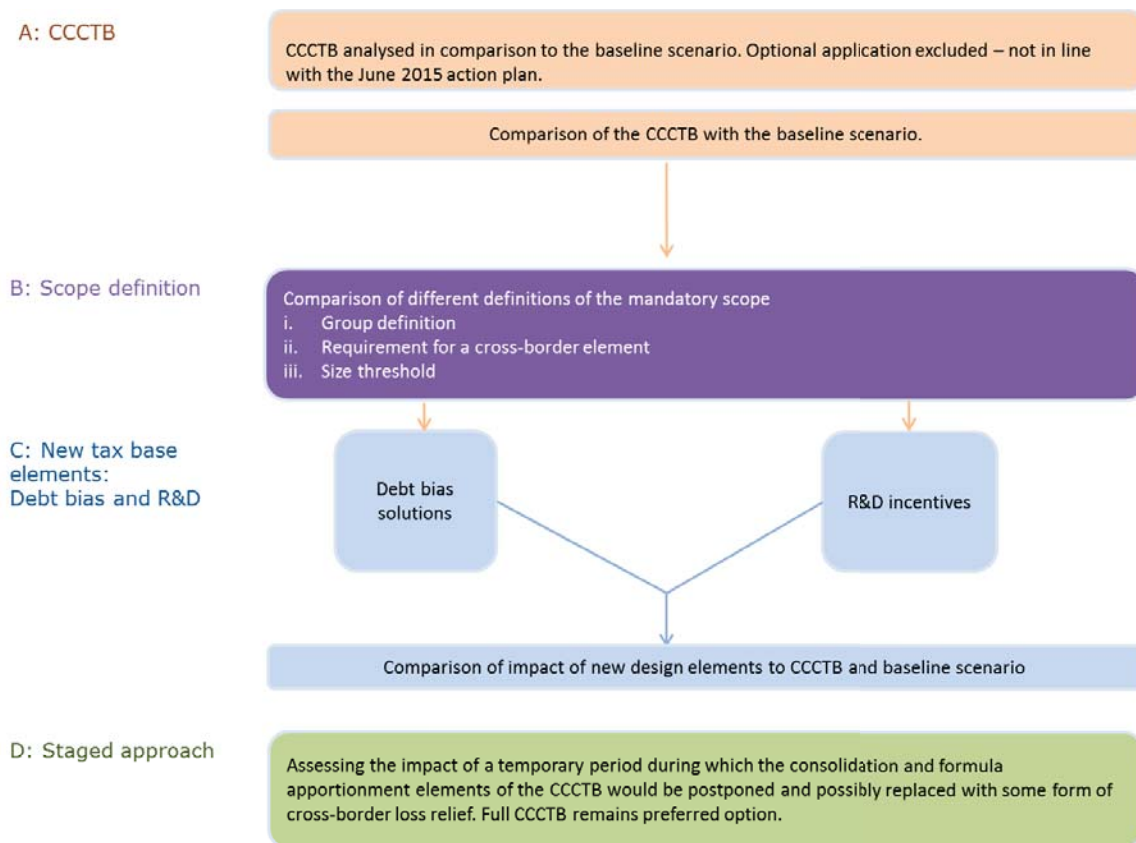 A: CCCTB
CCCTB analysed in comparison to the baseline scenario. Optional application excluded – not in line
with the June 2015 action plan.
Comparison of the CCCTB with the baseline scenario.
B: Scope definition
Comparison of different definitions of the mandatory scope
i. Group definition
ii. Requirement for a cross-border element
iii. Size threshold
C: New tax base
elements:
Debt bias and R&D
Debt bias
solutions
R&D incentives
Comparison of impact of new design elements to CCCTB and baseline scenario
D: Staged approach
Assessing the impact of a temporary period during which the consolidation and formula
apportionment elements of the CCCTB would be postponed and possibly replaced with some form of
cross-border loss relief. Full CCCTB remains preferred option.